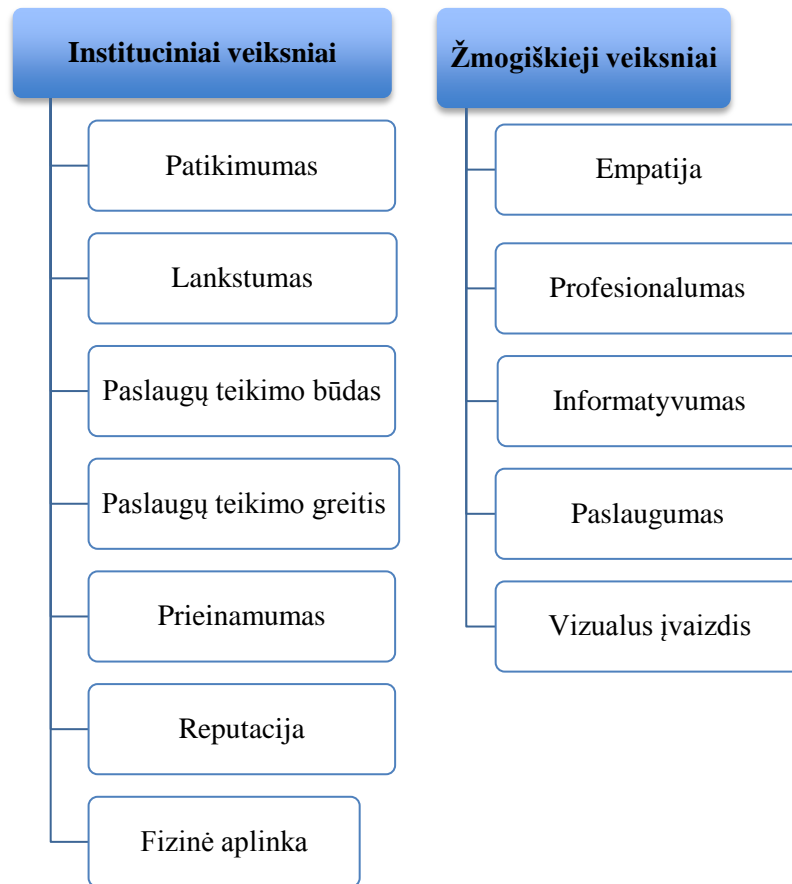 Instituciniai veiksniai
Patikimumas
Lankstumas
Paslaugų teikimo būdas
Paslaugų teikimo greitis
Prieinamumas
Reputacija
Fizinė aplinka
Žmogiškieji veiksniai
Empatija
Profesionalumas
Informatyvumas
Paslaugumas
Vizualus įvaizdis